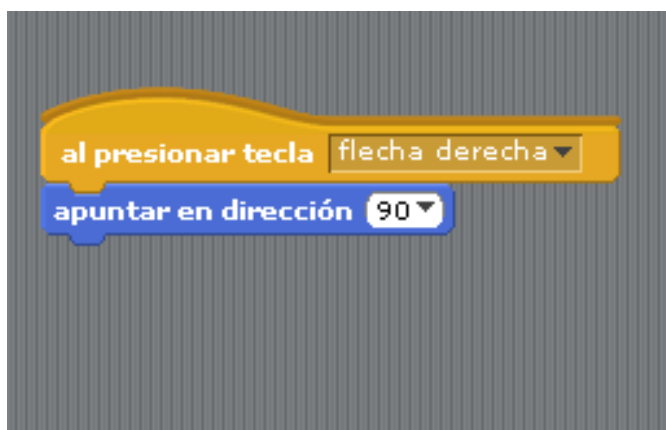 al presionar tecla flecha derecha
apuntar en dirección 90